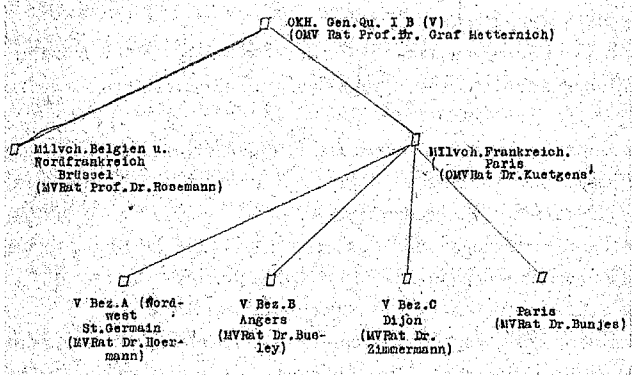 OKH. Gen.Qu. I B (V)
(OMV Rat Prof.Dr. Graf Metternich)
Milvch.Belgien u.
Nordfrankreich
Brüssel
(MVRat Prof.Dr.Rosemann)
Milvch.Frankreich.
Paris
(OMVRat Dr.Kuetgens
V Bez.A (Nord-
west
St.Germain
(MVRat Dr.Hoer-
mann)
V Bez.B
Angers
(MVRat Dr.Bus-
ley)
V Bez.C
Dijon
(MVRat Dr.
Zimmermann)
Paris
(MVRat Dr.Bunjes)